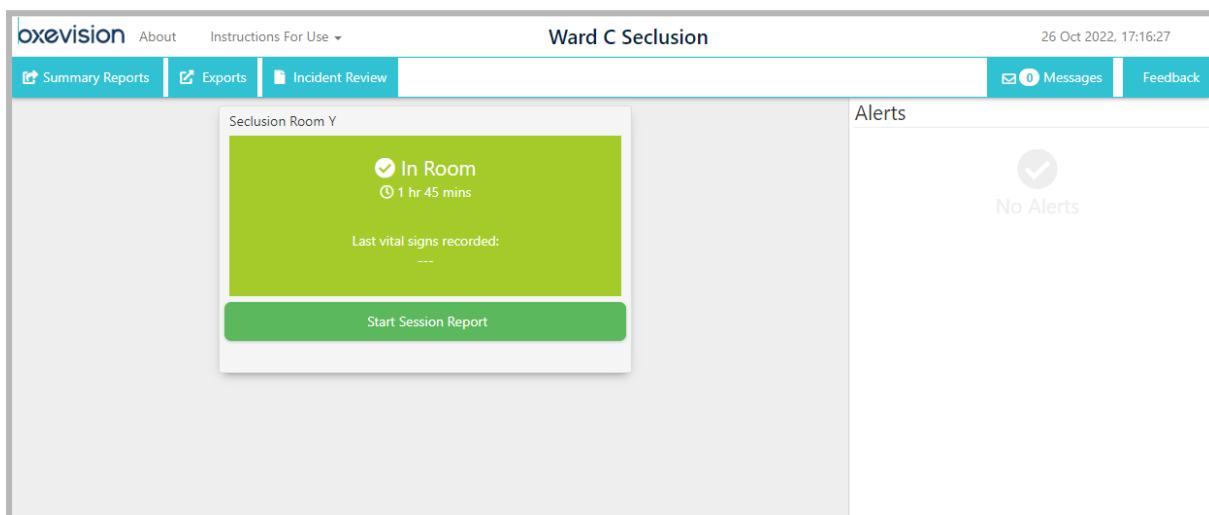 oxevision About Instructions For Use Ward C Seclusion 26 Oct 2022, 17:16:27
Summary Reports Exports Incident Review 0 Messages Feedback
Seclusion Room Y
In Room
1 hr 45 mins
Last vital signs recorded:
---
Start Session Report
Alerts
No Alerts